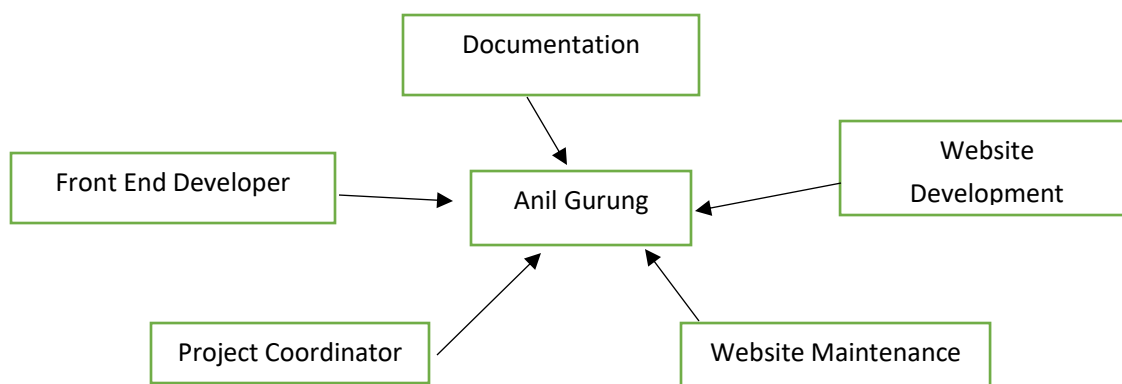 Documentation
Website
Development
Front End Developer
Anil Gurung
Project Coordinator
Website Maintenance